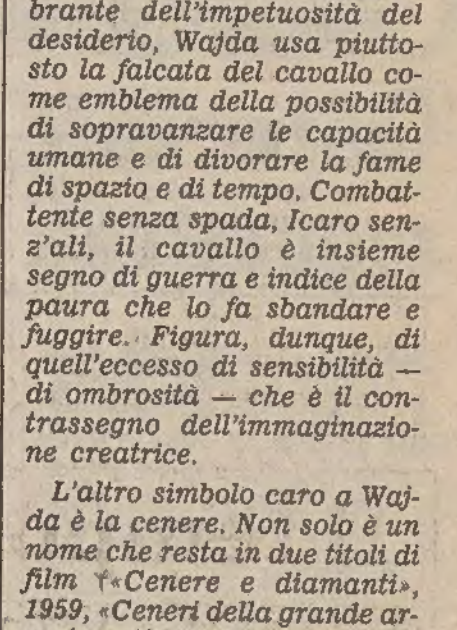 brante dell'impetuosità del
desiderio, Wajda usa piutto-
sto la falcata del cavallo co-
me emblema della possibilità
di sopravanzare le capacità
umane e di divorare la fame
di spazio e di tempo. Combat-
tente senza spada, Icaro sen-
z'ali, il cavallo è insieme
segno di guerra e indice della
paura che lo fa sbandare e
fuggire. Figura, dunque, di
quell'eccesso di sensibilità —
di ombrosità — che è il con-
trassegno dell'immaginazio-
ne creatrice.
L'altro simbolo caro a Waj-
da è la cenere. Non solo è un
nome che resta in due titoli di
film («Cenere e diamanti»,
1959, «Ceneri della grande ar-